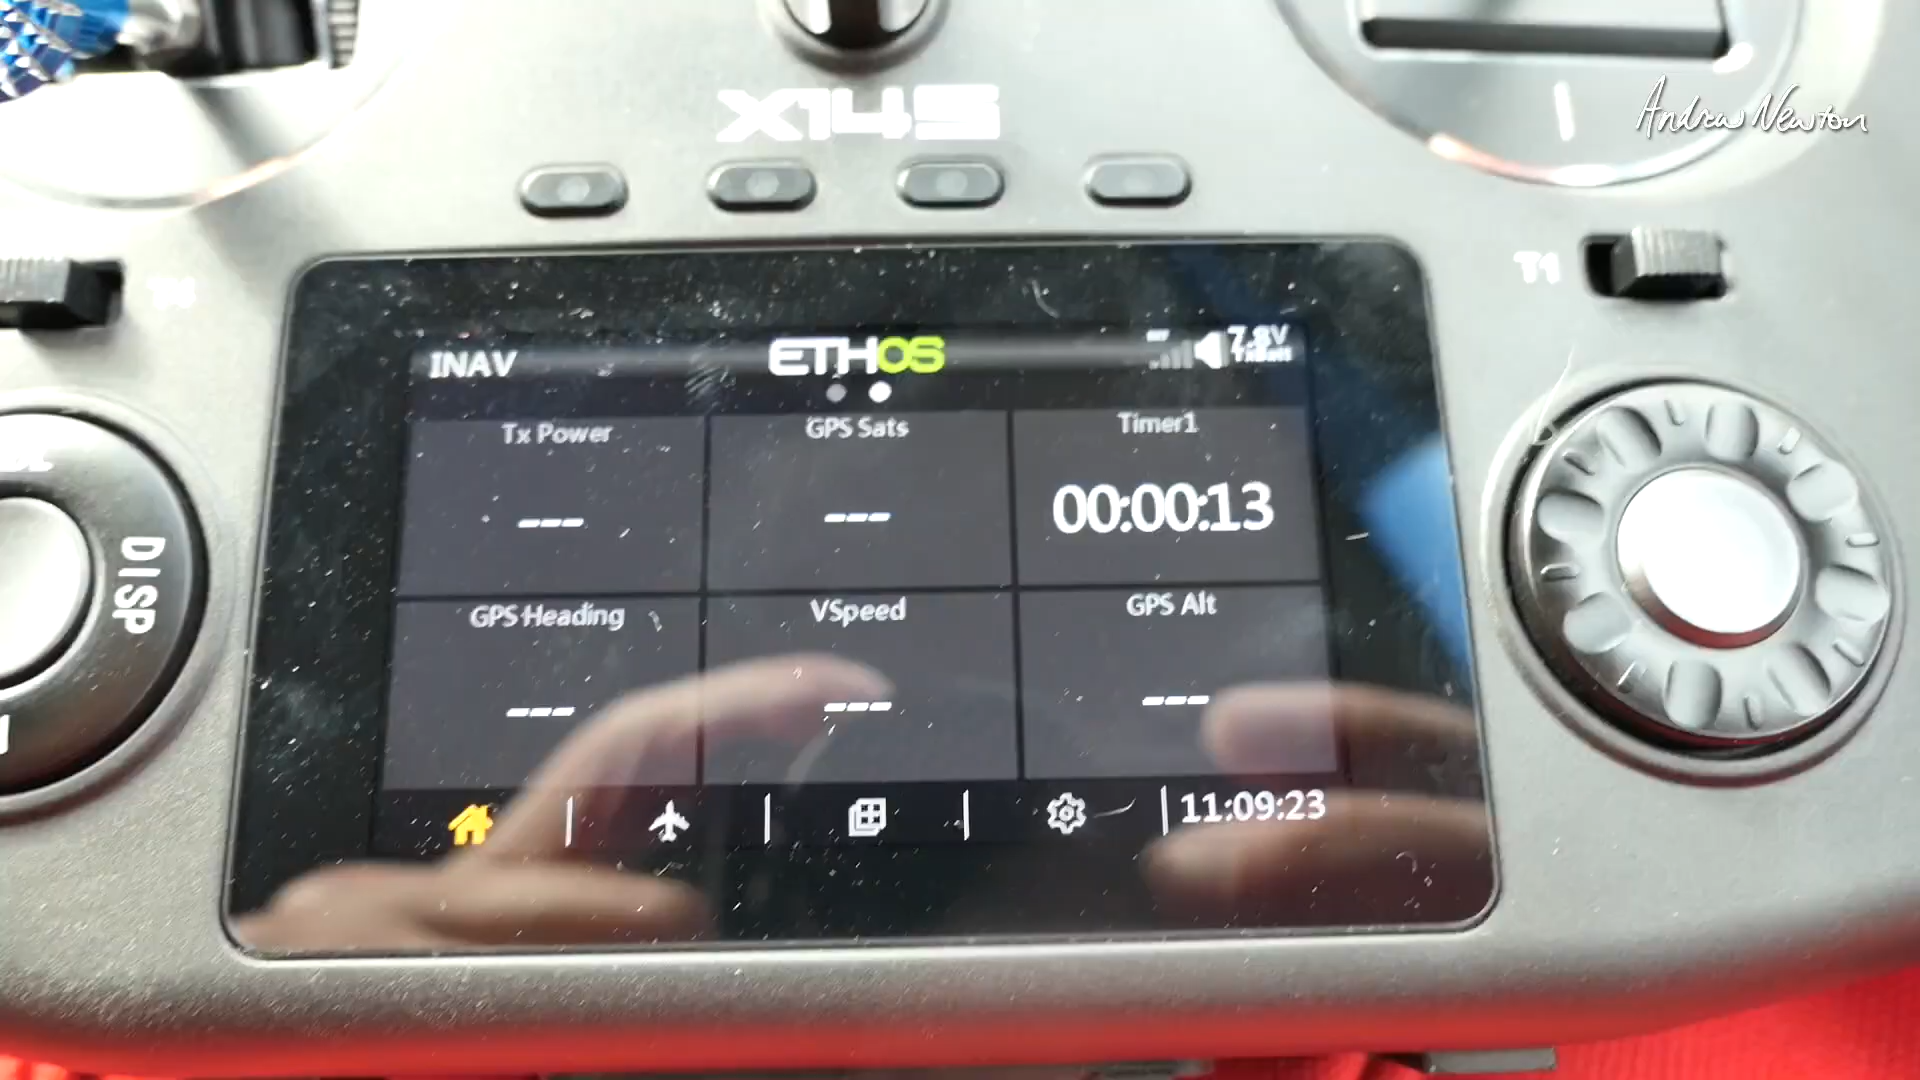 X14S
Andrew Newton
T1
INAV
ETHOS
7.8V
TxBatt
Tx Power
GPS Sats
Timer1
---
---
00:00:13
DISP
GPS Heading
VSpeed
GPS Alt
---
---
---
11:09:23